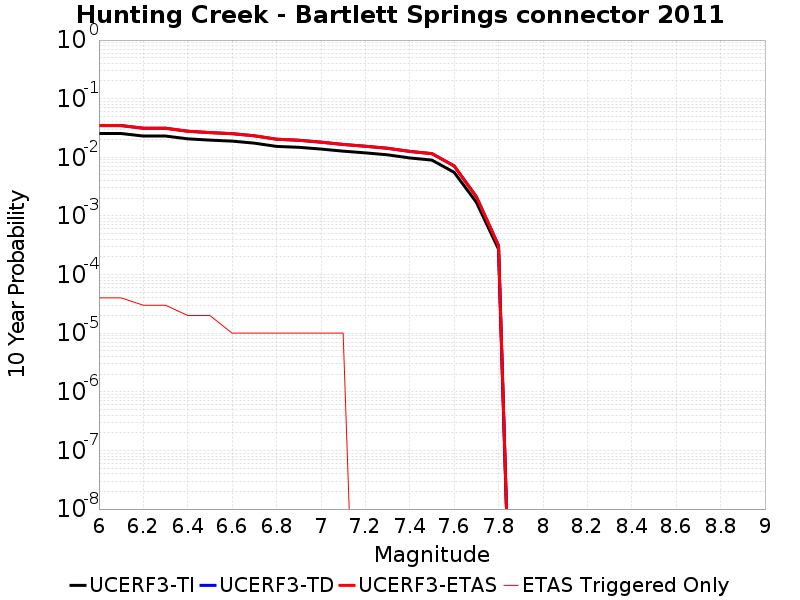 Hunting Creek - Bartlett Springs connector 2011
10 Year Probability
10^0
10^-1
10^-2
10^-3
10^-4
10^-5
10^-6
10^-7
10^-8
6 6.2 6.4 6.6 6.8 7 7.2 7.4 7.6 7.8 8 8.2 8.4 8.6 8.8 9
Magnitude
UCERF3-TI UCERF3-TD UCERF3-ETAS ETAS Triggered Only